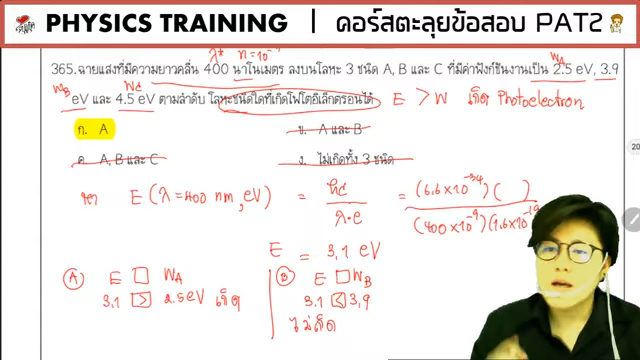 PHYSICS TRAINING | คอร์สตะลุยข้อสอบ PAT2
λ* n=10⁻⁹
365. ฉายแสงที่มีความยาวคลื่น 400 นาโนเมตร ลงบนโลหะ 3 ชนิด A, B และ C ที่มีค่าฟังก์ชันงานเป็น 2.5 eV, 3.9
W_A
W_B W_C
eV และ 4.5 eV ตามลำดับ โลหะชนิดใดที่เกิดโฟโตอิเล็กตรอนได้ E > W เกิด Photoelectron
ก. A ข. A และ B
ค. A, B และ C ง. ไม่เกิดทั้ง 3 ชนิด
หา E (λ = 400 nm, eV) = hc / λ·e = (6.6×10⁻³⁴)( ) / (400×10⁻⁹)(1.6×10⁻¹⁹
E = 3.1 eV
A E □ W_A B E □ W_B
3.1 > 2.5 eV เกิด 3.1 < 3.9
ไม่เกิด
20